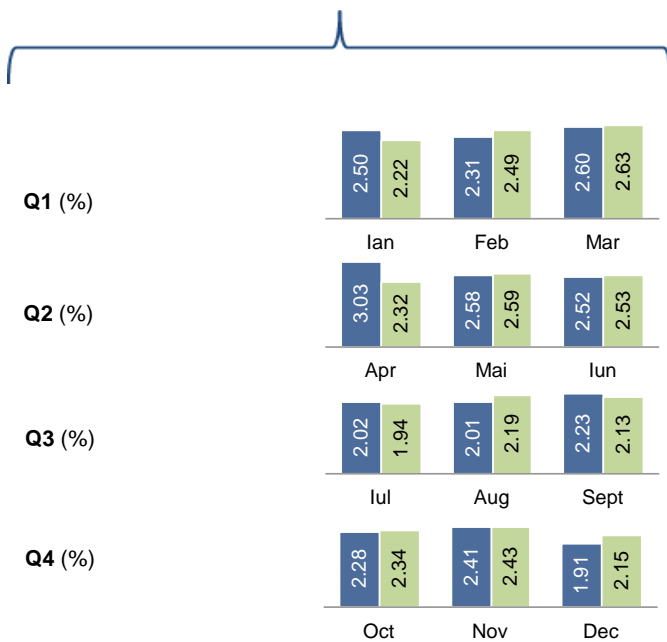 2.50 2.22 2.31 2.49 2.60 2.63
Q1 (%)
Ian Feb Mar
3.03 2.32 2.58 2.59 2.52 2.53
Q2 (%)
Apr Mai Iun
2.02 1.94 2.01 2.19 2.23 2.13
Q3 (%)
Iul Aug Sept
2.28 2.34 2.41 2.43 1.91 2.15
Q4 (%)
Oct Nov Dec